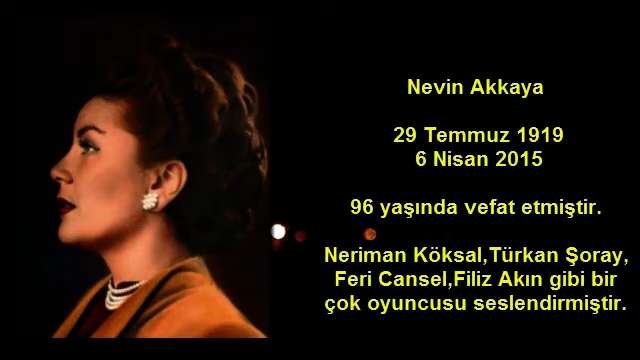 Nevin Akkaya
29 Temmuz 1919
6 Nisan 2015
96 yaşında vefat etmiştir.
Neriman Köksal,Türkan Şoray,
Feri Cansel,Filiz Akın gibi bir
çok oyuncusu seslendirmiştir.